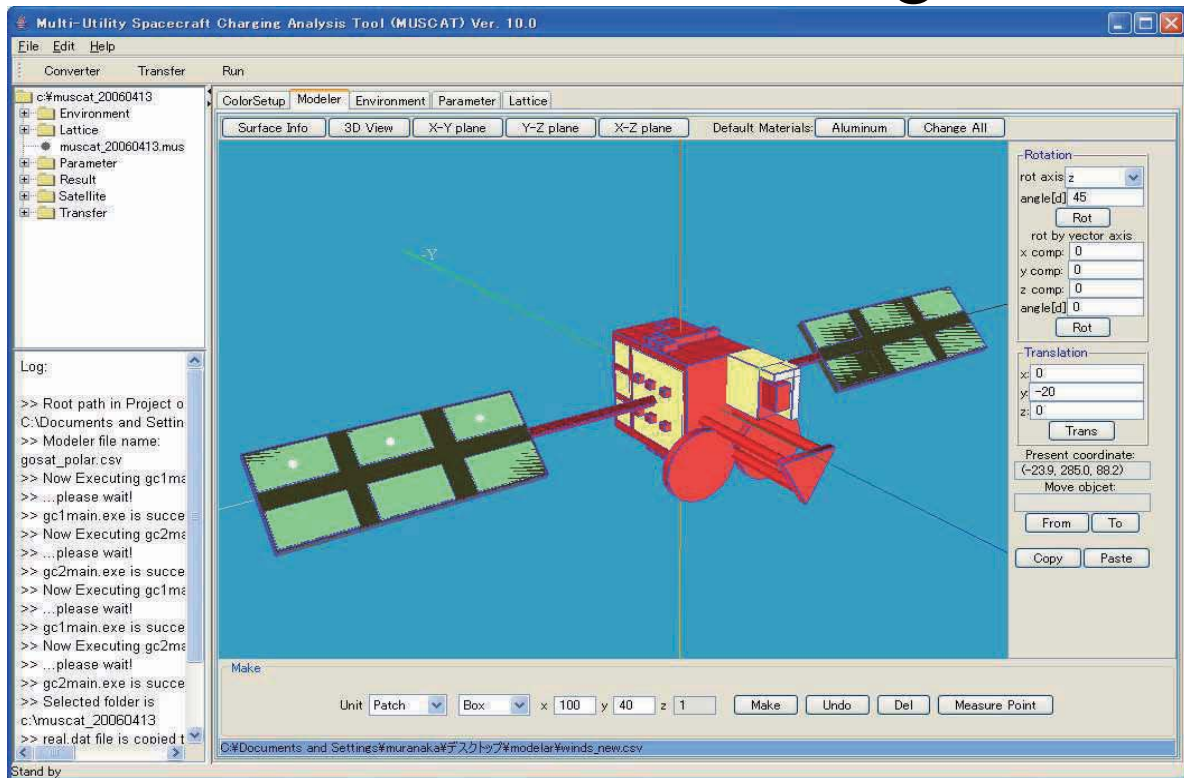 Multi-Utility Spacecraft Charging Analysis Tool (MUSCAT) Ver. 10.0
File Edit Help
Converter Transfer Run
c:¥muscat_20060413
Environment
Lattice
muscat_20060413.mus
Parameter
Result
Satellite
Transfer
Log:
>> Root path in Project o
C:\Documents and Settin
>> Modeler file name:
gosat_polar.csv
>> Now Executing gc1ma
>> ...please wait!
>> gc1main.exe is succe
>> Now Executing gc2ma
>> ...please wait!
>> gc2main.exe is succe
>> Now Executing gc1ma
>> ...please wait!
>> gc1main.exe is succe
>> Now Executing gc2ma
>> ...please wait!
>> gc2main.exe is succe
>> Selected folder is
c:\muscat_20060413
>> real.dat file is copied t
ColorSetup Modeler Environment Parameter Lattice
Surface Info 3D View X-Y plane Y-Z plane X-Z plane Default Materials: Aluminum Change All
-Y
Rotation
rot axis z
angle[d] 45
Rot
rot by vector axis
x comp: 0
y comp: 0
z comp: 0
angle[d] 0
Rot
Translation
x: 0
y: -20
z: 0
Trans
Present coordinate:
(-23.9, 285.0, 88.2)
Move objcet:
From To
Copy Paste
Make
Unit Patch Box x 100 y 40 z 1 Make Undo Del Measure Point
C:¥Documents and Settings¥muranaka¥デスクトップ¥modelar¥winds_new.csv
Stand by